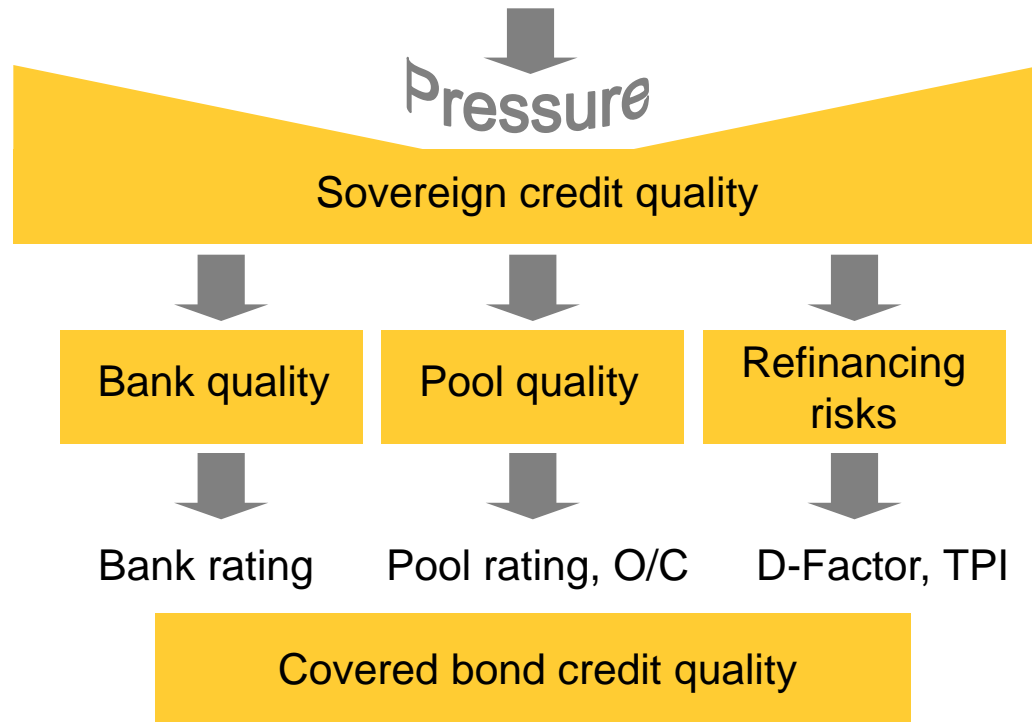 Pressure
Sovereign credit quality
Bank quality
Pool quality
Refinancing
risks
Bank rating
Pool rating, O/C
D-Factor, TPI
Covered bond credit quality